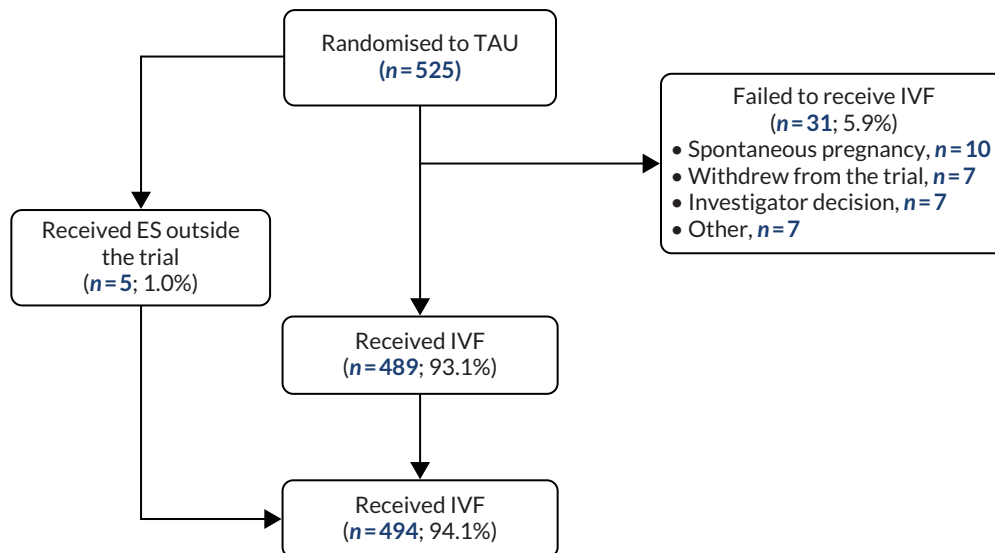 Randomised to TAU
(n=525)
Failed to receive IVF
(n=31; 5.9%)
• Spontaneous pregnancy, n=10
• Withdrew from the trial, n=7
• Investigator decision, n=7
• Other, n=7
Received ES outside
the trial
(n=5; 1.0%)
Received IVF
(n=489; 93.1%)
Received IVF
(n=494; 94.1%)